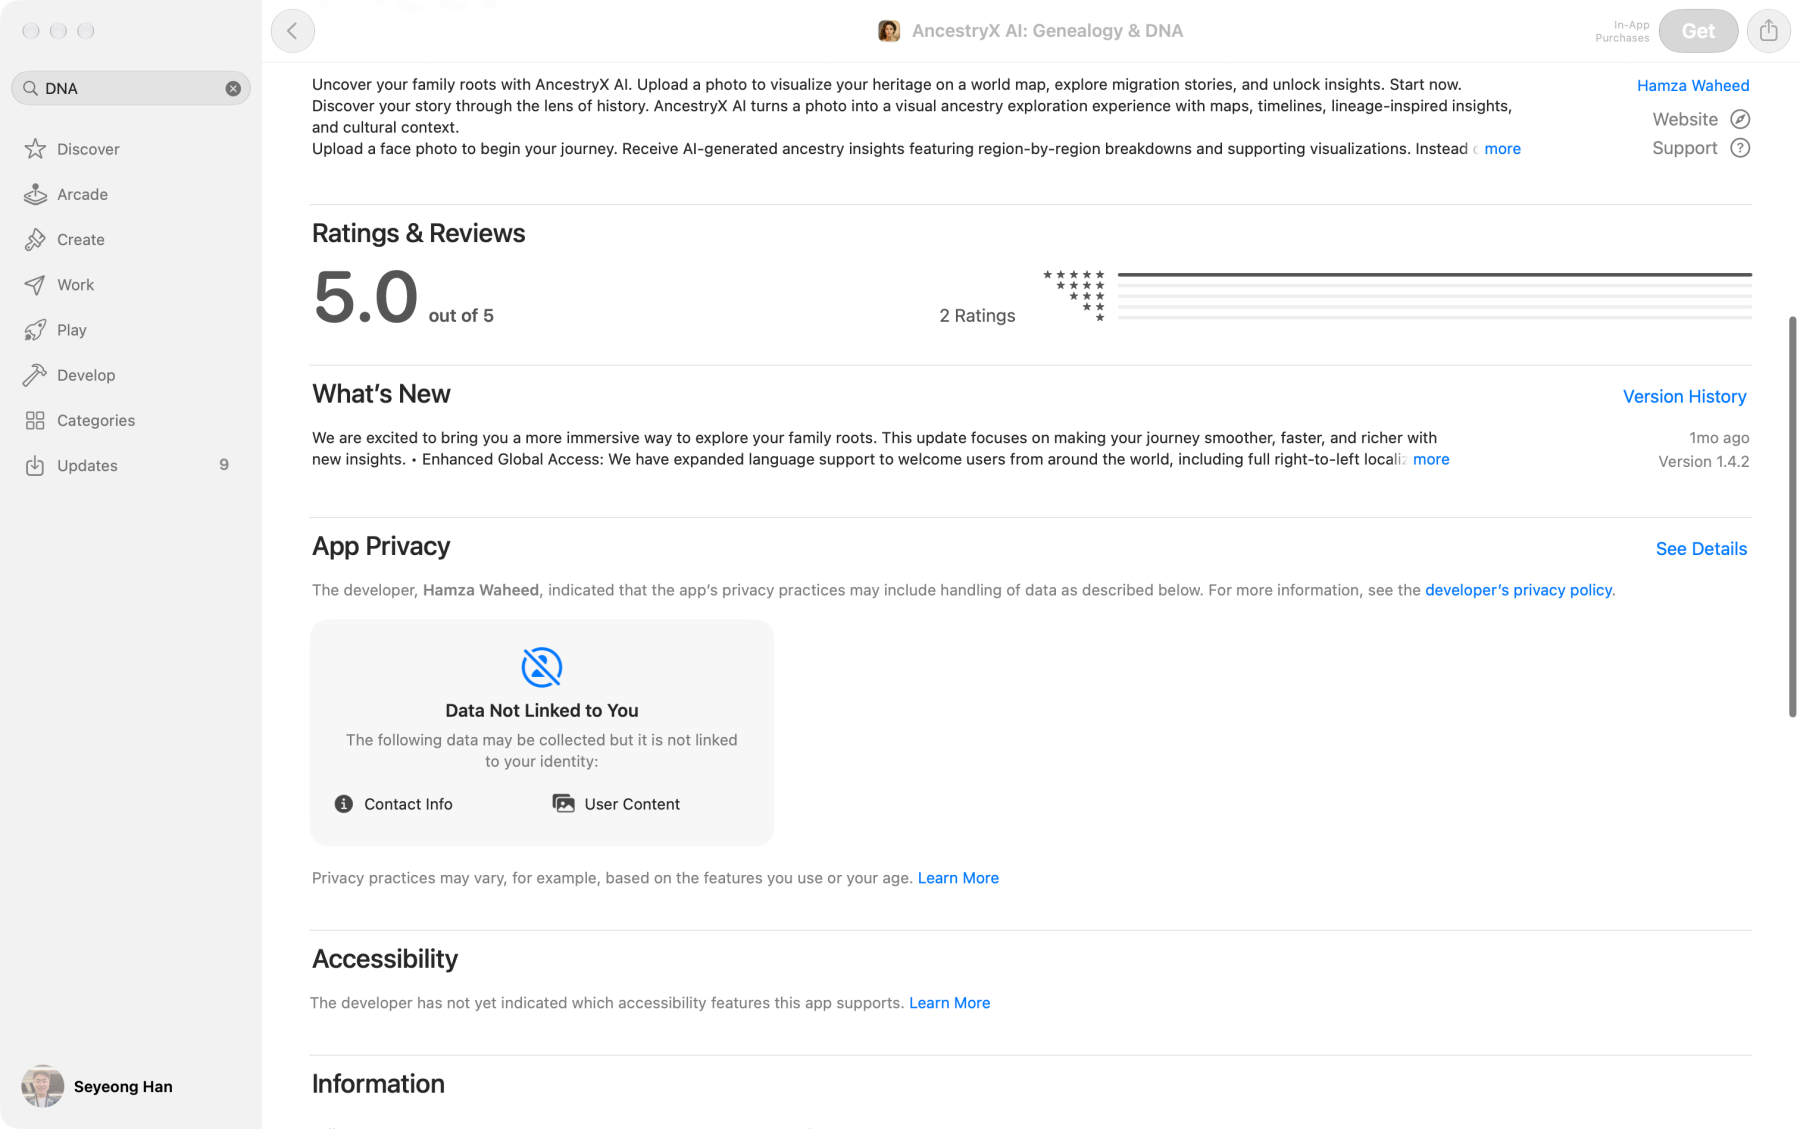 DNA
Discover
Arcade
Create
Work
Play
Develop
Categories
Updates 9
Seyeong Han
AncestryX AI: Genealogy & DNA
In-App
Purchases
Get
Uncover your family roots with AncestryX AI. Upload a photo to visualize your heritage on a world map, explore migration stories, and unlock insights. Start now.
Discover your story through the lens of history. AncestryX AI turns a photo into a visual ancestry exploration experience with maps, timelines, lineage-inspired insights,
and cultural context.
Upload a face photo to begin your journey. Receive AI-generated ancestry insights featuring region-by-region breakdowns and supporting visualizations. Instead more
Hamza Waheed
Website
Support
Ratings & Reviews
5.0 out of 5
2 Ratings
What's New
Version History
We are excited to bring you a more immersive way to explore your family roots. This update focuses on making your journey smoother, faster, and richer with
new insights. • Enhanced Global Access: We have expanded language support to welcome users from around the world, including full right-to-left localiz more
1mo ago
Version 1.4.2
App Privacy
See Details
The developer, Hamza Waheed, indicated that the app's privacy practices may include handling of data as described below. For more information, see the developer's privacy policy.
Data Not Linked to You
The following data may be collected but it is not linked
to your identity:
Contact Info
User Content
Privacy practices may vary, for example, based on the features you use or your age. Learn More
Accessibility
The developer has not yet indicated which accessibility features this app supports. Learn More
Information